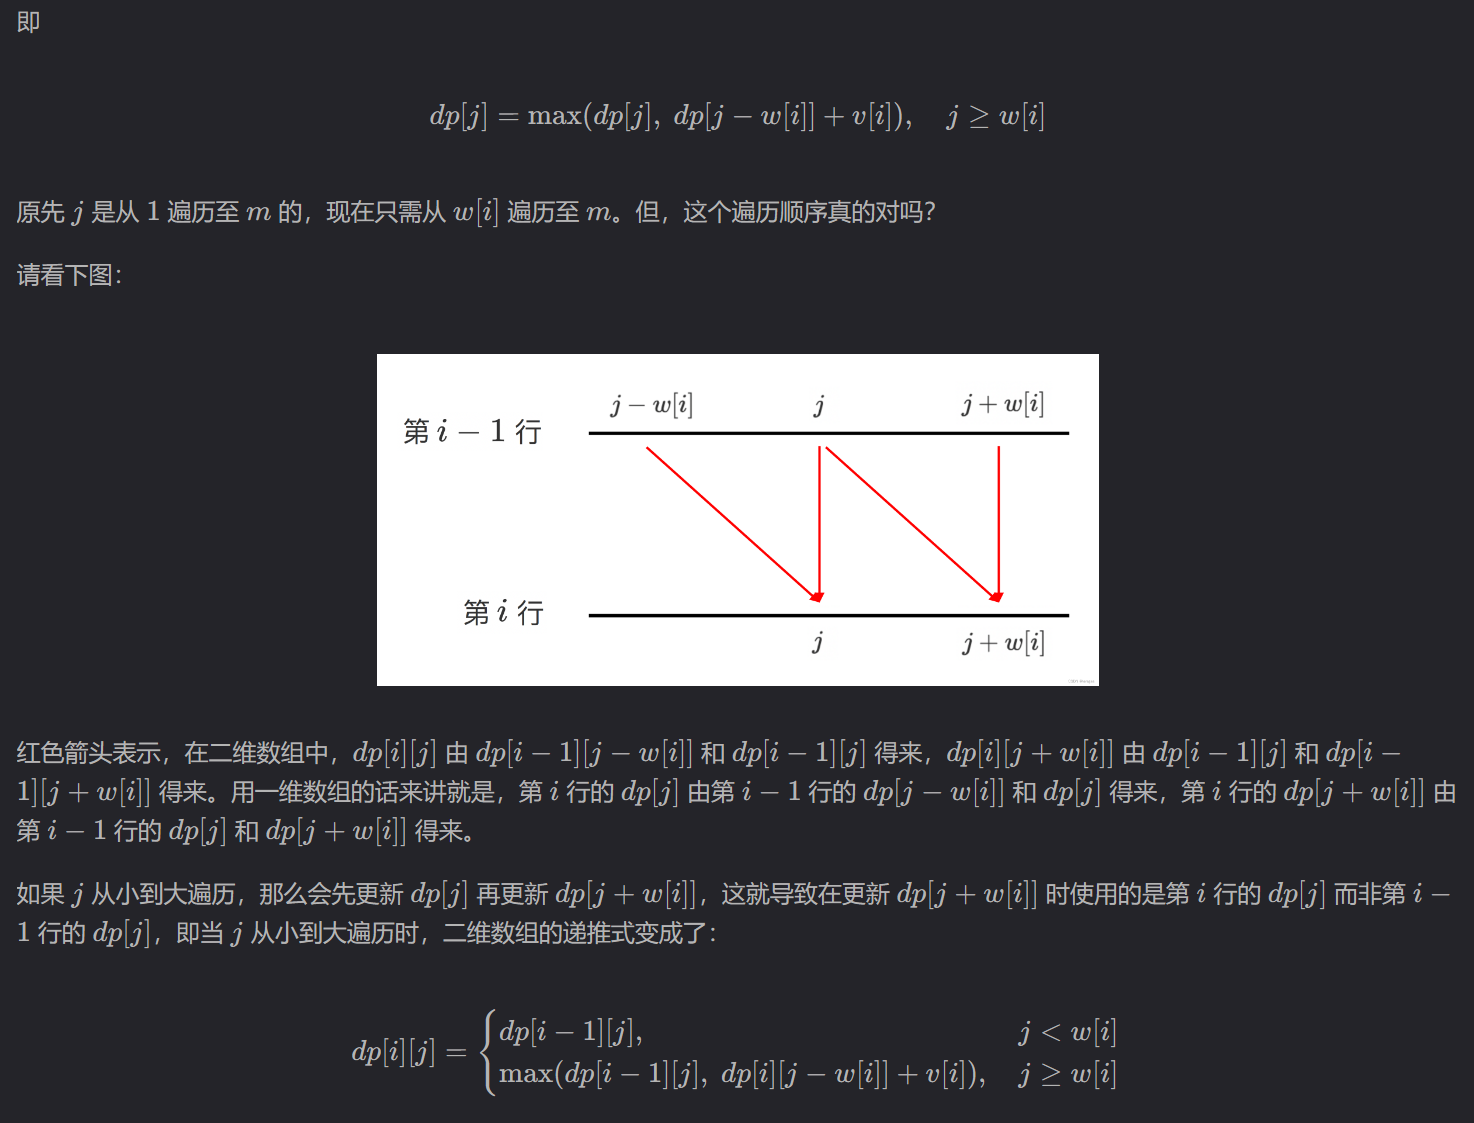 即
dp[j] = max(dp[j], dp[j − w[i]] + v[i]), j ≥ w[i]
原先 j 是从 1 遍历至 m 的，现在只需从 w[i] 遍历至 m。但，这个遍历顺序真的对吗？
请看下图：
j − w[i] j j + w[i]
第 i − 1 行
第 i 行
j j + w[i]
红色箭头表示，在二维数组中，dp[i][j] 由 dp[i − 1][j − w[i]] 和 dp[i − 1][j] 得来，dp[i][j + w[i]] 由 dp[i − 1][j] 和 dp[i −
1][j + w[i]] 得来。用一维数组的话来讲就是，第 i 行的 dp[j] 由第 i − 1 行的 dp[j − w[i]] 和 dp[j] 得来，第 i 行的 dp[j + w[i]] 由
第 i − 1 行的 dp[j] 和 dp[j + w[i]] 得来。
如果 j 从小到大遍历，那么会先更新 dp[j] 再更新 dp[j + w[i]]，这就导致在更新 dp[j + w[i]] 时使用的是第 i 行的 dp[j] 而非第 i −
1 行的 dp[j]，即当 j 从小到大遍历时，二维数组的递推式变成了：
dp[i − 1][j], j < w[i]
dp[i][j] = {
max(dp[i − 1][j], dp[i][j − w[i]] + v[i]), j ≥ w[i]